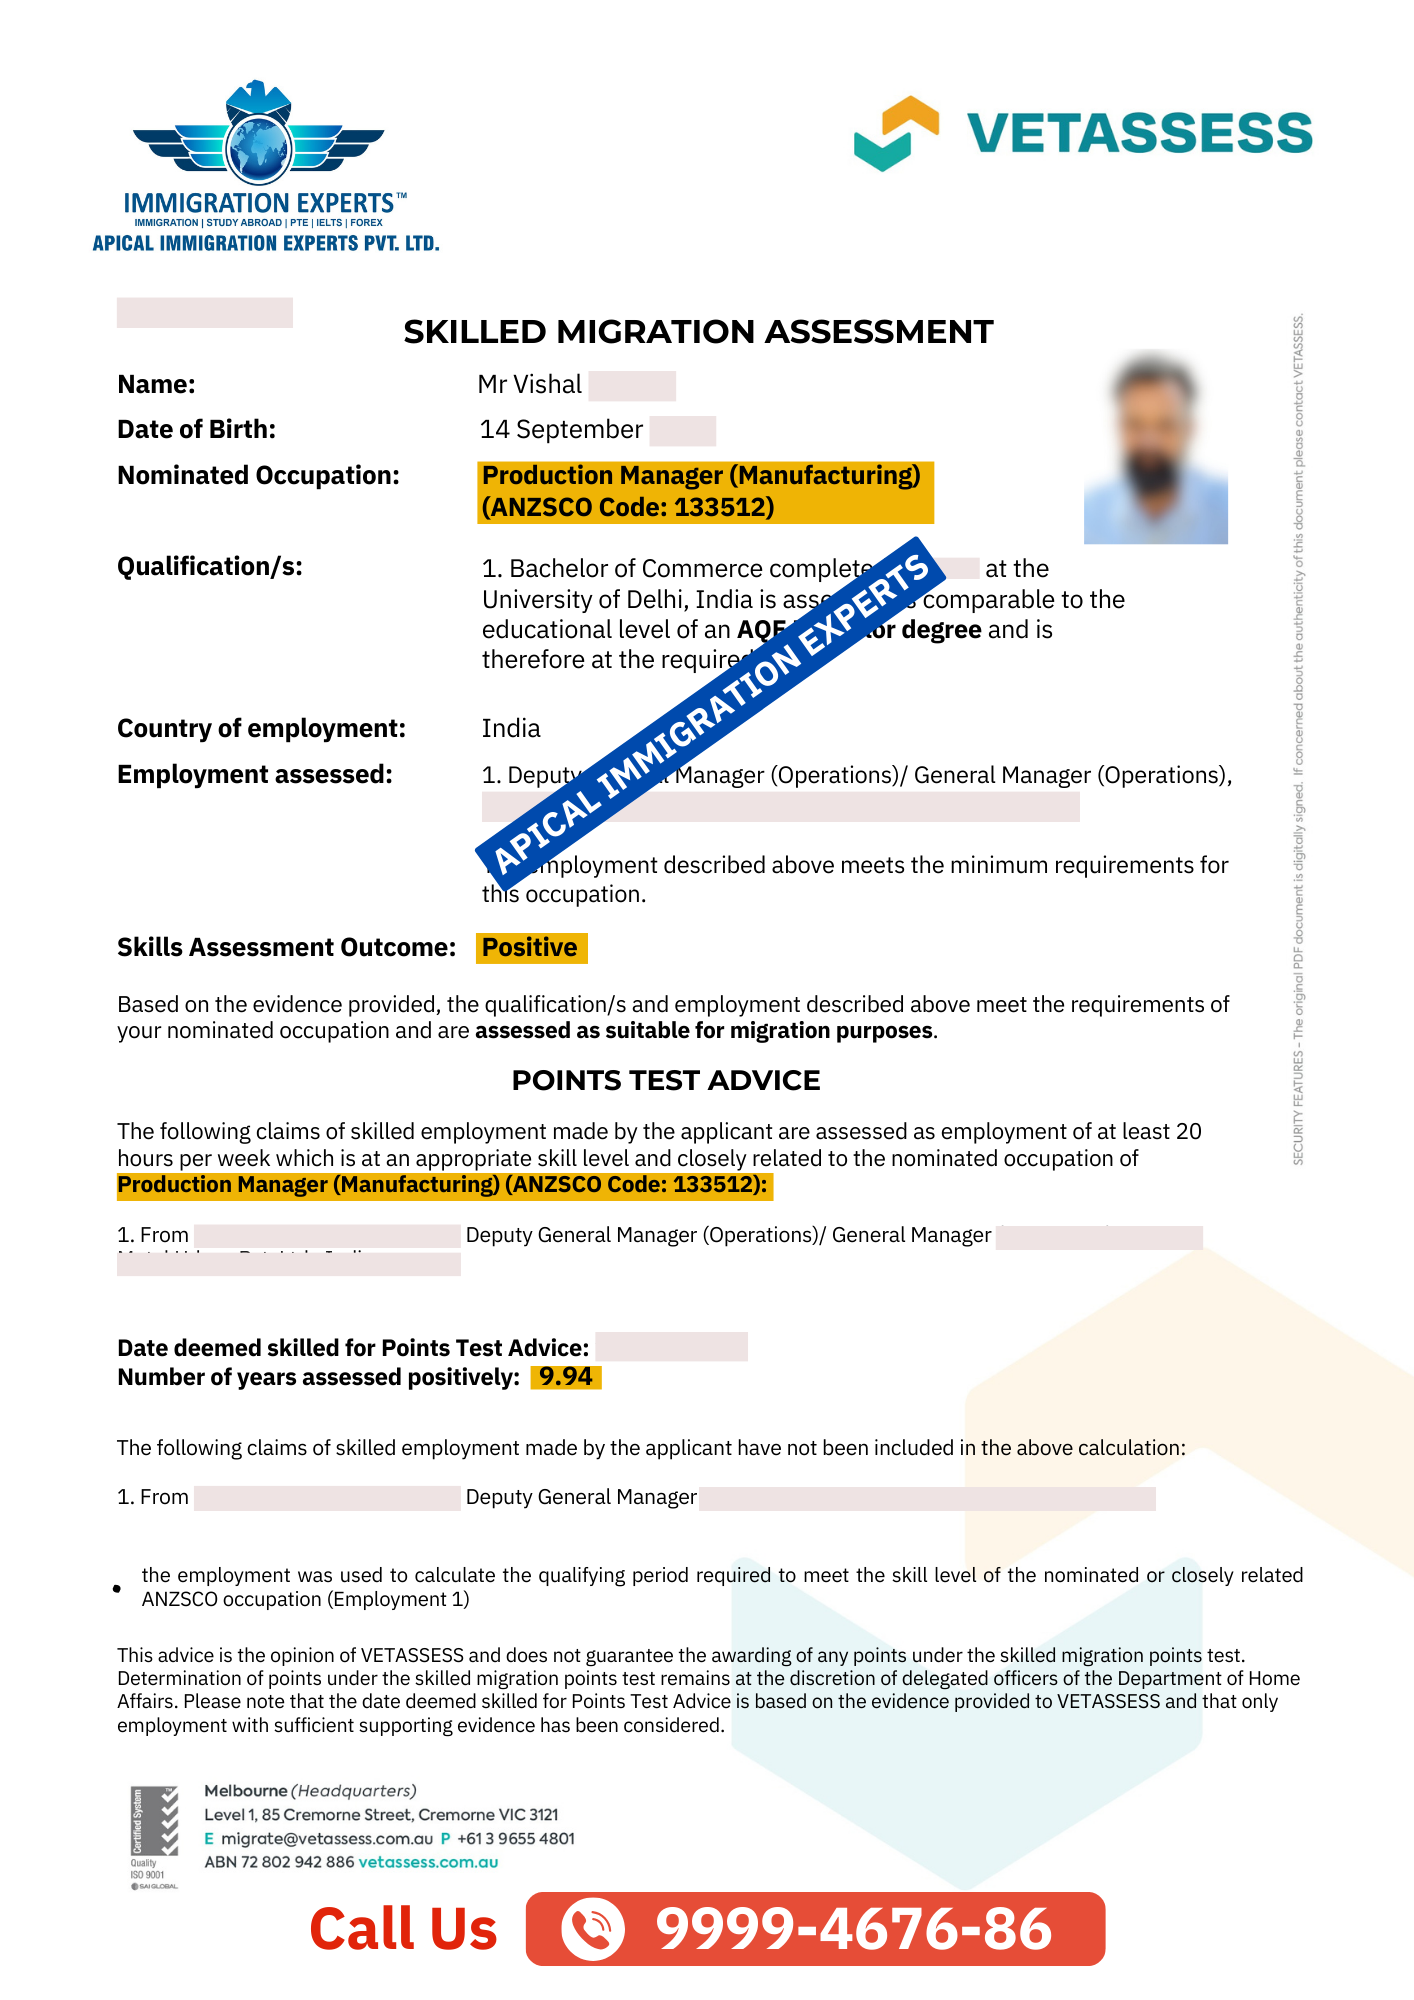 IMMIGRATION EXPERTS™
IMMIGRATION | STUDY ABROAD | PTE | IELTS | FOREX
APICAL IMMIGRATION EXPERTS PVT. LTD.
VETASSESS
SKILLED MIGRATION ASSESSMENT
Name: Mr Vishal
Date of Birth: 14 September
Nominated Occupation: Production Manager (Manufacturing)
(ANZSCO Code: 133512)
Qualification/s: 1. Bachelor of Commerce complete at the
University of Delhi, India is comparable to the
educational level of an AQF degree and is
therefore at the required
Country of employment: India
Employment assessed: 1. Deputy Manager (Operations)/ General Manager (Operations),
employment described above meets the minimum requirements for
this occupation.
APICAL IMMIGRATION EXPERTS
Skills Assessment Outcome: Positive
Based on the evidence provided, the qualification/s and employment described above meet the requirements of
your nominated occupation and are assessed as suitable for migration purposes.
POINTS TEST ADVICE
The following claims of skilled employment made by the applicant are assessed as employment of at least 20
hours per week which is at an appropriate skill level and closely related to the nominated occupation of
Production Manager (Manufacturing) (ANZSCO Code: 133512):
1. From Deputy General Manager (Operations)/ General Manager
Date deemed skilled for Points Test Advice:
Number of years assessed positively: 9.94
The following claims of skilled employment made by the applicant have not been included in the above calculation:
1. From Deputy General Manager
• the employment was used to calculate the qualifying period required to meet the skill level of the nominated or closely related
ANZSCO occupation (Employment 1)
This advice is the opinion of VETASSESS and does not guarantee the awarding of any points under the skilled migration points test.
Determination of points under the skilled migration points test remains at the discretion of delegated officers of the Department of Home
Affairs. Please note that the date deemed skilled for Points Test Advice is based on the evidence provided to VETASSESS and that only
employment with sufficient supporting evidence has been considered.
SECURITY FEATURES - The original PDF document is digitally signed. If concerned about the authenticity of this document please contact VETASSESS.
Certified System
Quality
ISO 9001
SAI GLOBAL
Melbourne (Headquarters)
Level 1, 85 Cremorne Street, Cremorne VIC 3121
E migrate@vetassess.com.au P +61 3 9655 4801
ABN 72 802 942 886 vetassess.com.au
Call Us 9999-4676-86